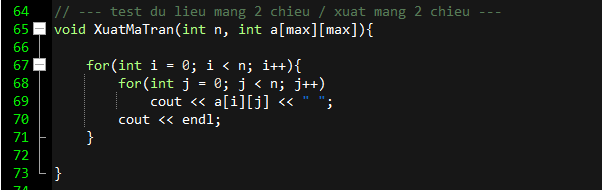 64 // --- test du lieu mang 2 chieu / xuat mang 2 chieu ---
65 void XuatMaTran(int n, int a[max][max]){
66
67 for(int i = 0; i < n; i++){
68 for(int j = 0; j < n; j++)
69 cout << a[i][j] << " ";
70 cout << endl;
71 }
72
73 }